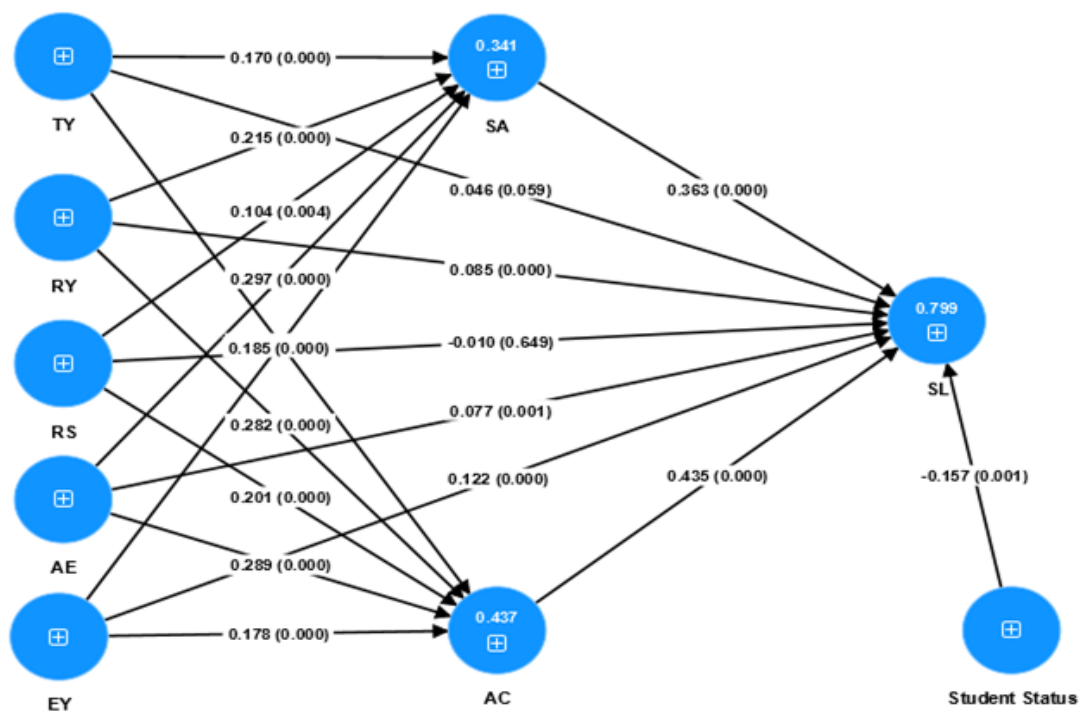 0.341
TY
0.170 (0.000)
SA
0.215 (0.000)
0.046 (0.059)
0.363 (0.000)
RY
0.104 (0.004)
0.085 (0.000)
0.297 (0.000)
0.799
RS
0.185 (0.000)
-0.010 (0.649)
SL
0.282 (0.000)
0.077 (0.001)
AE
0.201 (0.000)
0.122 (0.000)
0.435 (0.000)
-0.157 (0.001)
0.289 (0.000)
0.437
EY
0.178 (0.000)
AC
Student Status